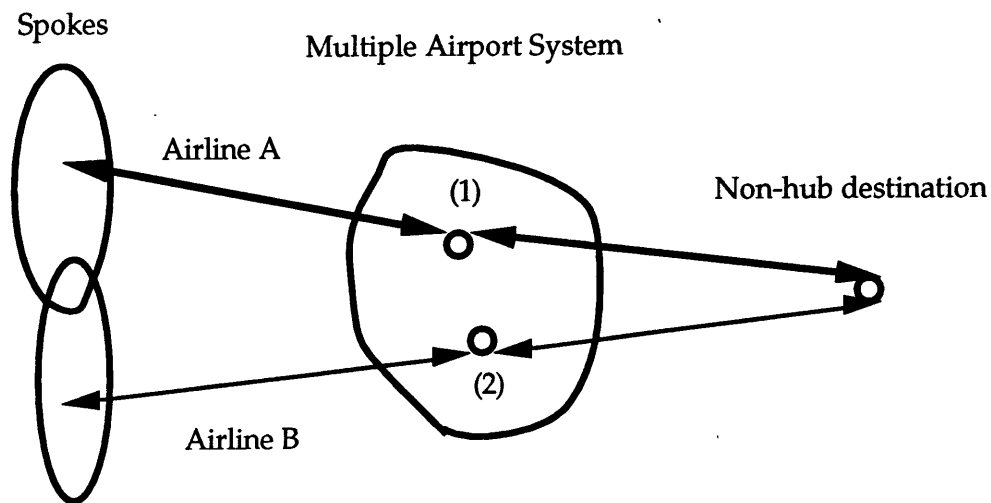 Spokes
Multiple Airport System
Airline A
(1)
Non-hub destination
(2)
Airline B